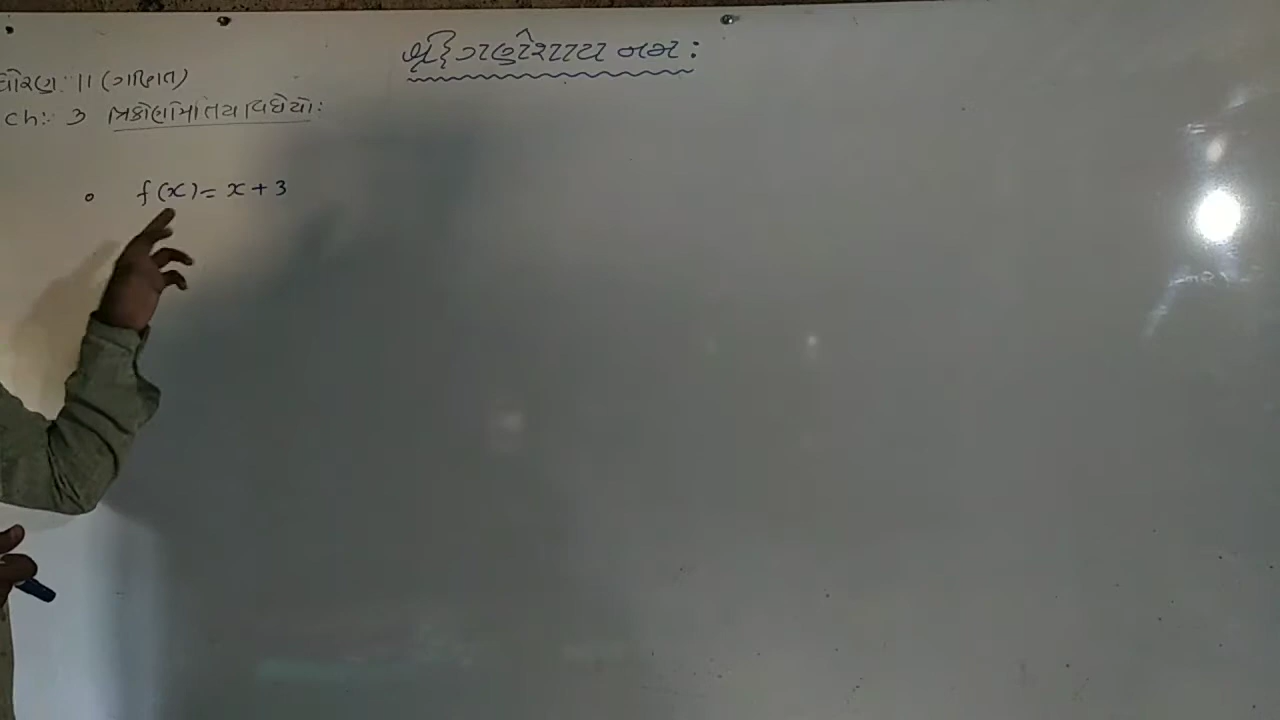 શ્રી ગણેશાય નમ:
ધોરણ: 11 (ગણિત)
Ch: 3 ત્રિકોણમિતિય વિધેયો:
f(x) = x + 3